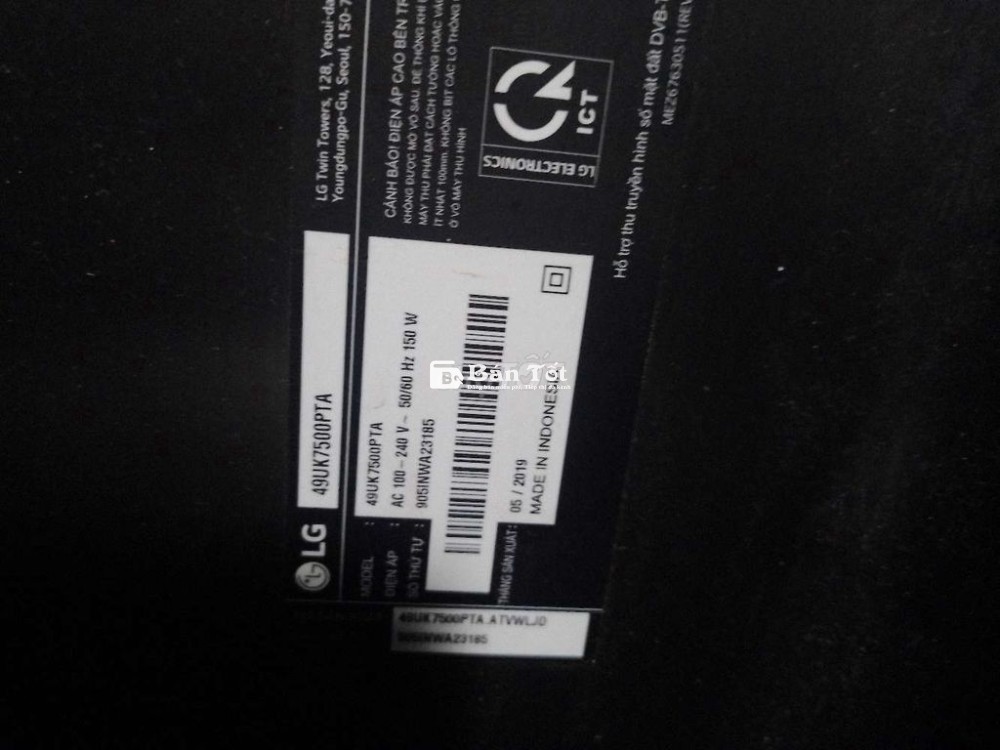 LG 49UK7500PTA
LG Twin Towers, 128, Yeoui-da
Youngdungpo-Gu, Seoul, 150-7
MODEL : 49UK7500PTA
ĐIỆN ÁP : AC 100 - 240 V ~ 50/60 Hz 150 W
SỐ THỨ TỰ : 905INWA23185
THÁNG SẢN XUẤT : 05 / 2019
MADE IN INDONESIA
CẢNH BÁO! ĐIỆN ÁP CAO BÊN TR
KHÔNG ĐƯỢC MỞ VỎ SAU. ĐỂ THÔNG KHÍ
MÁY THU PHẢI ĐẶT CÁCH TƯỜNG HOẶC VẬ
ÍT NHẤT 100mm. KHÔNG BỊT CÁC LỖ THÔNG
Ở VỎ MÁY THU HÌNH
ICT
LG ELECTRONICS
Hỗ trợ thu truyền hình số mặt đất DVB-T
49UK7500PTA.ATVWLJD
905INWA23185
Bán Tốt